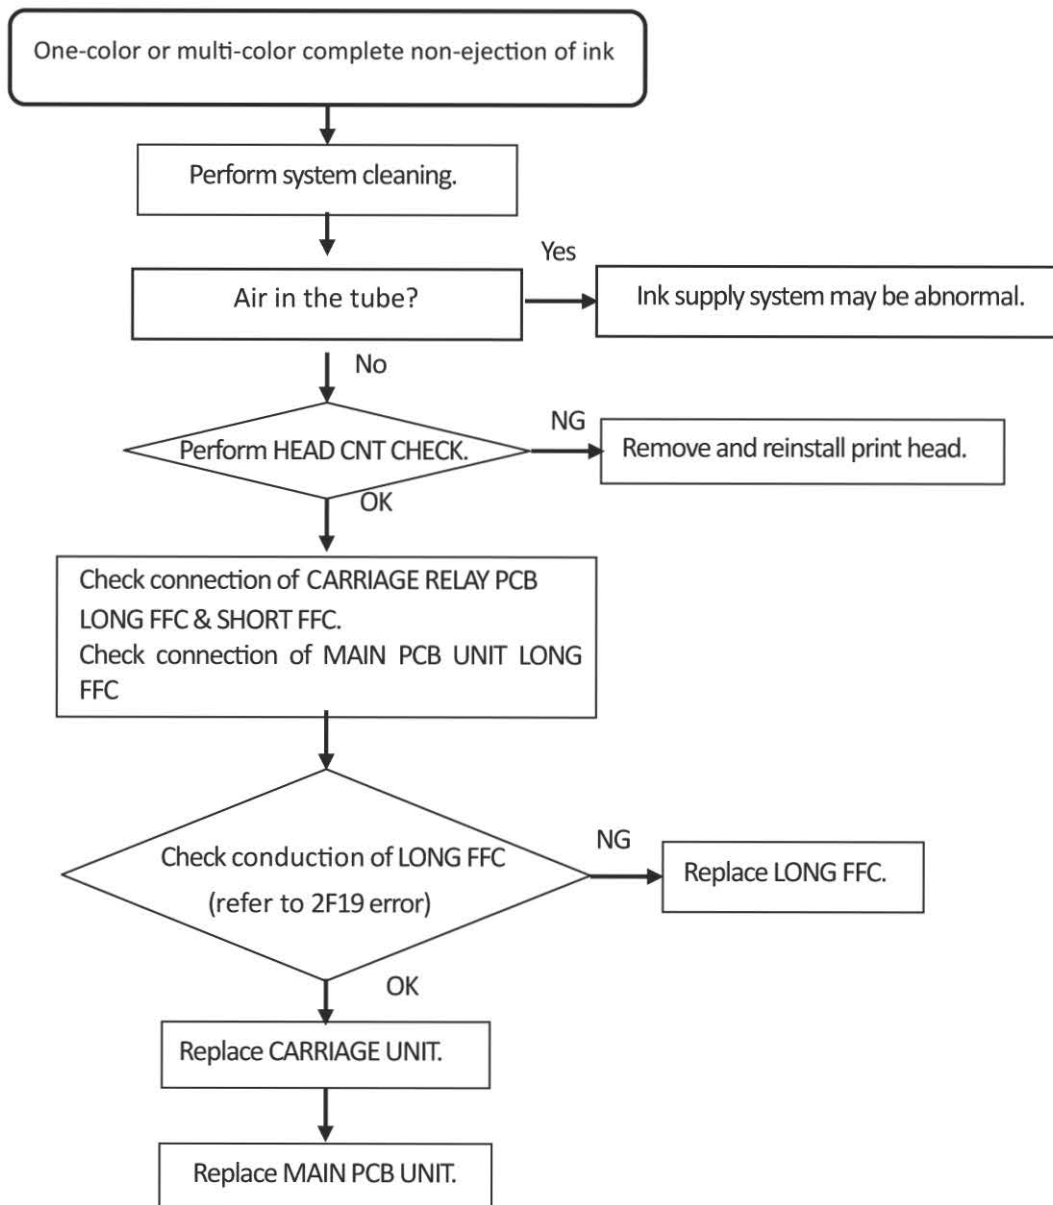 One-color or multi-color complete non-ejection of ink
Perform system cleaning.
Air in the tube?
Yes
Ink supply system may be abnormal.
No
Perform HEAD CNT CHECK.
NG
Remove and reinstall print head.
OK
Check connection of CARRIAGE RELAY PCB
LONG FFC & SHORT FFC.
Check connection of MAIN PCB UNIT LONG
FFC
Check conduction of LONG FFC
(refer to 2F19 error)
NG
Replace LONG FFC.
OK
Replace CARRIAGE UNIT.
Replace MAIN PCB UNIT.